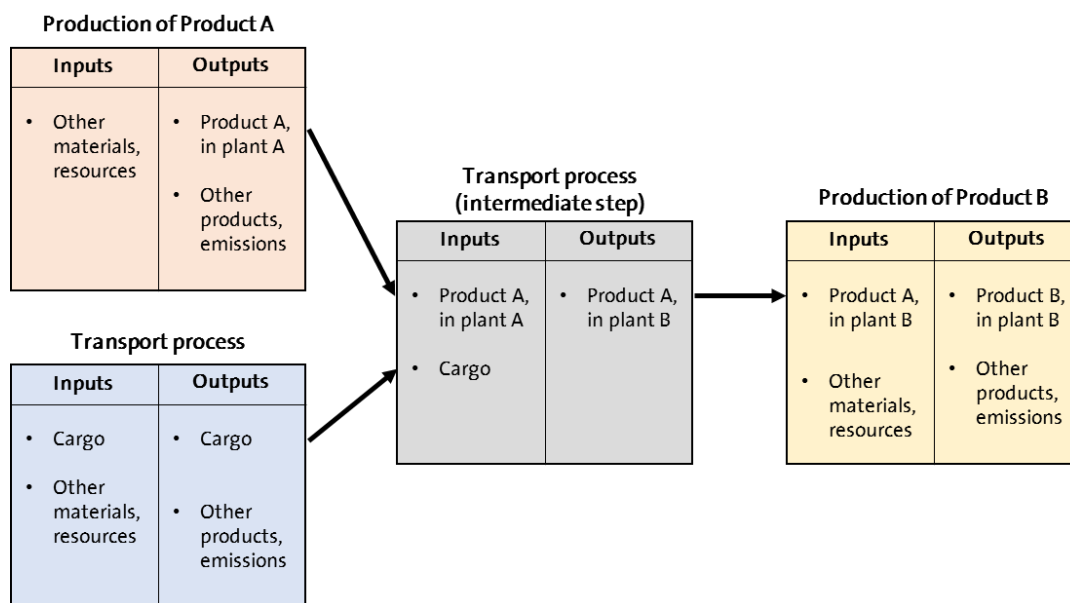 Production of Product A
Inputs
Outputs
• Other
materials,
resources
• Product A,
in plant A
• Other
products,
emissions
Transport process
Inputs
Outputs
• Cargo
• Other
materials,
resources
• Cargo
• Other
products,
emissions
Transport process
(intermediate step)
Inputs
Outputs
• Product A,
in plant A
• Cargo
• Product A,
in plant B
Production of Product B
Inputs
Outputs
• Product A,
in plant B
• Other
materials,
resources
• Product B,
in plant B
• Other
products,
emissions